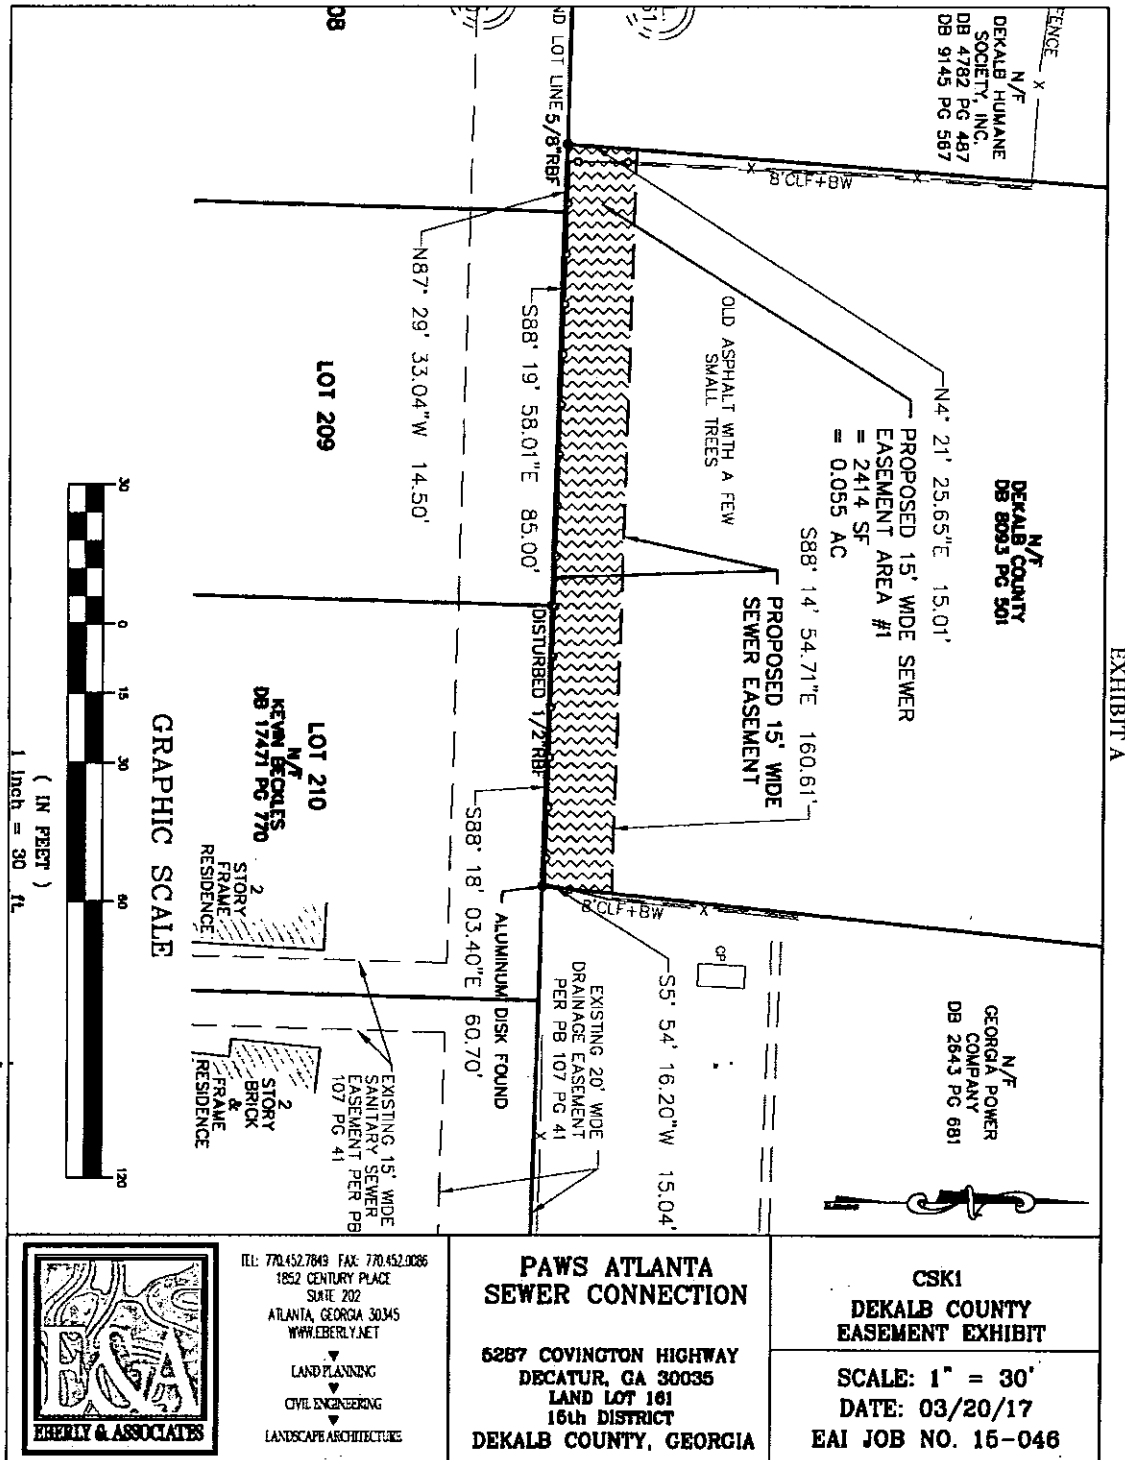 EXHIBIT A
FENCE
N/F
DEKALB HUMANE
SOCIETY, INC.
DB 4782 PG 487
DB 9145 PG 567
08
ND LOT LINE
5/8"RBF
X
X
8'CLF+BW
X
N87° 29' 33.04"W 14.50'
S88° 19' 58.01"E 85.00'
LOT 209
OLD ASPHALT WITH A FEW
SMALL TREES
N4° 21' 25.65"E 15.01'
PROPOSED 15' WIDE SEWER
EASEMENT AREA #1
= 2414 SF
= 0.055 AC
N/F
DEKALB COUNTY
DB 8093 PG 501
S88° 14' 54.71"E 160.61'
PROPOSED 15' WIDE
SEWER EASEMENT
DISTURBED 1/2"RBF
LOT 210
N/F
KEVIN BECKLES
DB 17471 PG 770
S88° 18' 03.40"E 60.70'
ALUMINUM DISK FOUND
8'CLF+BW
X
S5° 54' 16.20"W 15.04'
CP
N/F
GEORGIA POWER
COMPANY
DB 2643 PG 681
EXISTING 20' WIDE
DRAINAGE EASEMENT
PER PB 107 PG 41
X
EXISTING 15' WIDE
SANITARY SEWER
EASEMENT PER PB
107 PG 41
2
STORY
FRAME
RESIDENCE
2
STORY
BRICK
&
FRAME
RESIDENCE
GRAPHIC SCALE
30
0
15
30
60
120
( IN FEET )
1 inch = 30 ft.
E&A
EBERLY & ASSOCIATES
TEL: 770.452.7849 FAX: 770.452.0086
1852 CENTURY PLACE
SUITE 202
ATLANTA, GEORGIA 30345
WWW.EBERLY.NET
LAND PLANNING
CIVIL ENGINEERING
LANDSCAPE ARCHITECTURE
PAWS ATLANTA
SEWER CONNECTION
5287 COVINGTON HIGHWAY
DECATUR, GA 30035
LAND LOT 161
15th DISTRICT
DEKALB COUNTY, GEORGIA
CSK1
DEKALB COUNTY
EASEMENT EXHIBIT
SCALE: 1" = 30'
DATE: 03/20/17
EAI JOB NO. 15-046